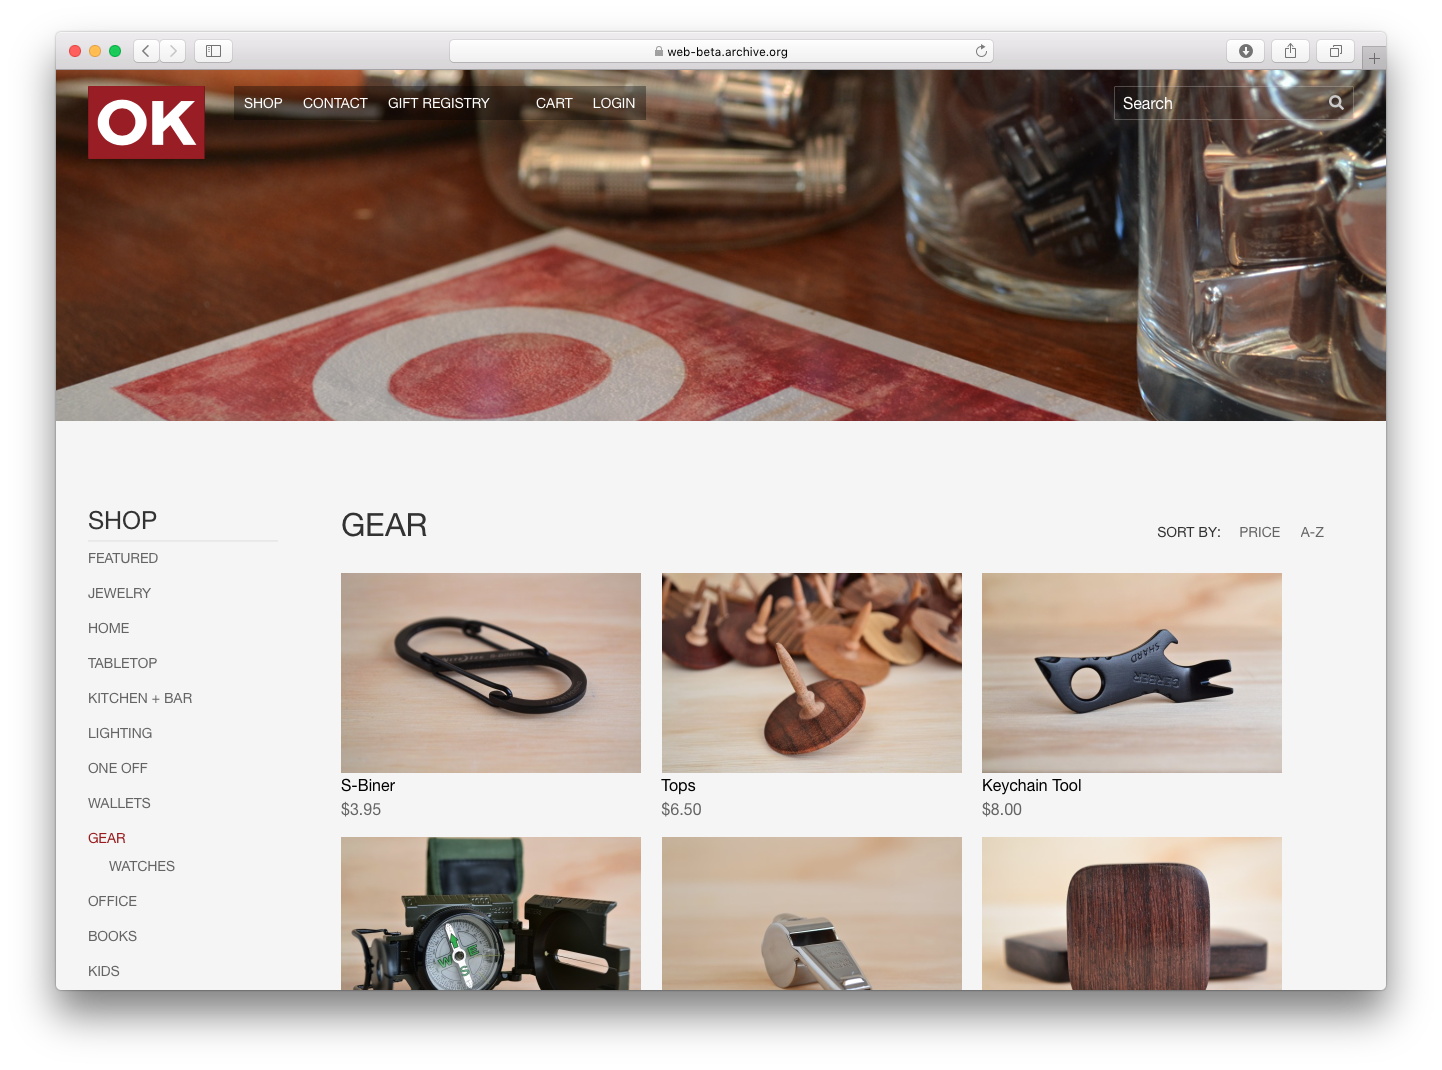 web-beta.archive.org
OK
SHOP CONTACT GIFT REGISTRY CART LOGIN
Search
SHOP
FEATURED
JEWELRY
HOME
TABLETOP
KITCHEN + BAR
LIGHTING
ONE OFF
WALLETS
GEAR
WATCHES
OFFICE
BOOKS
KIDS
GEAR
SORT BY: PRICE A-Z
SHARD
GERBER
S-Biner
$3.95
Tops
$6.50
Keychain Tool
$8.00
E
S
W